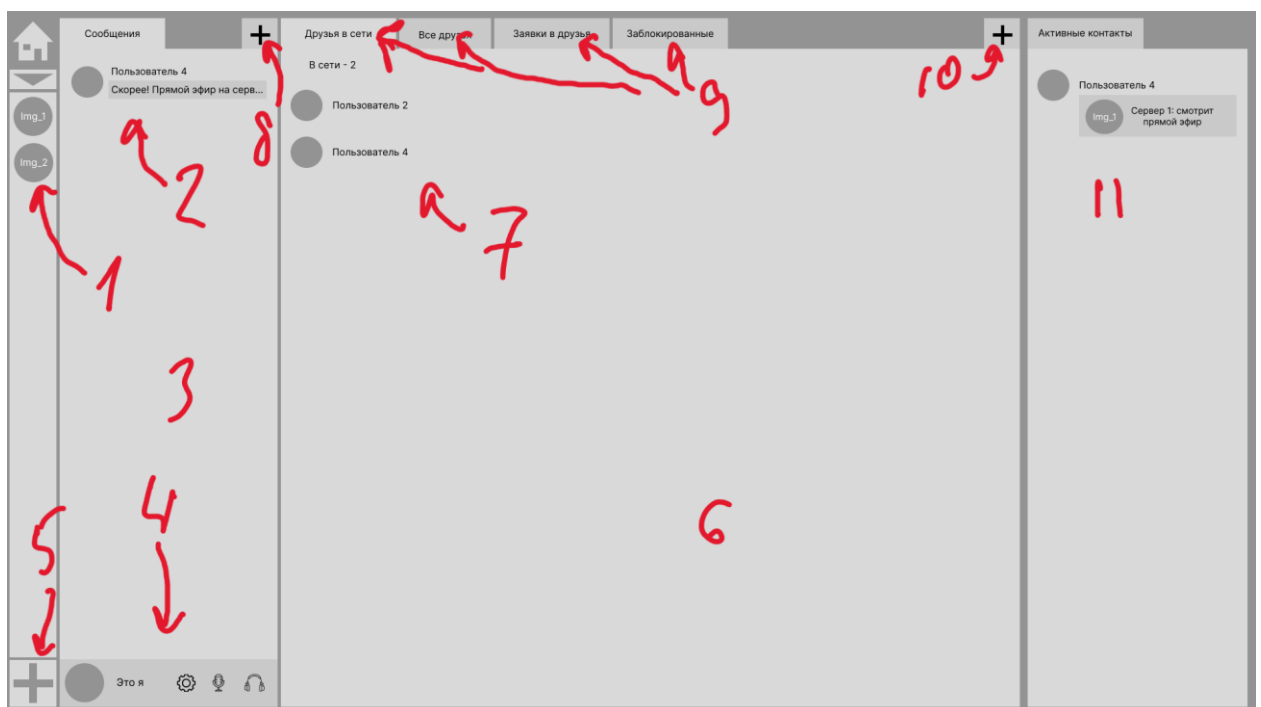 Сообщения
Друзья в сети
Все друзья
Заявки в друзья
Заблокированные
Активные контакты
В сети - 2
Пользователь 4
Скорее! Прямой эфир на серв...
Img_1
Img_2
Пользователь 2
Пользователь 4
Пользователь 4
Img_1
Сервер 1: смотрит
прямой эфир
8
9
10
2
7
11
1
3
4
5
6
Это я